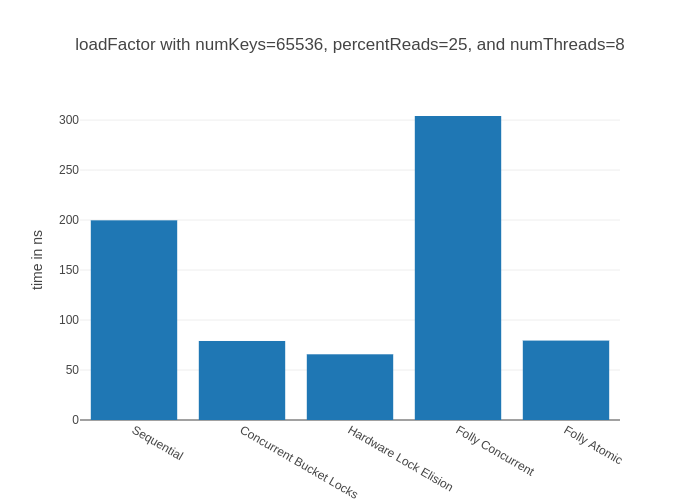 loadFactor with numKeys=65536, percentReads=25, and numThreads=8
300
250
200
150
100
50
0
time in ns
Sequential
Concurrent Bucket Locks
Hardware Lock Elision
Folly Concurrent
Folly Atomic